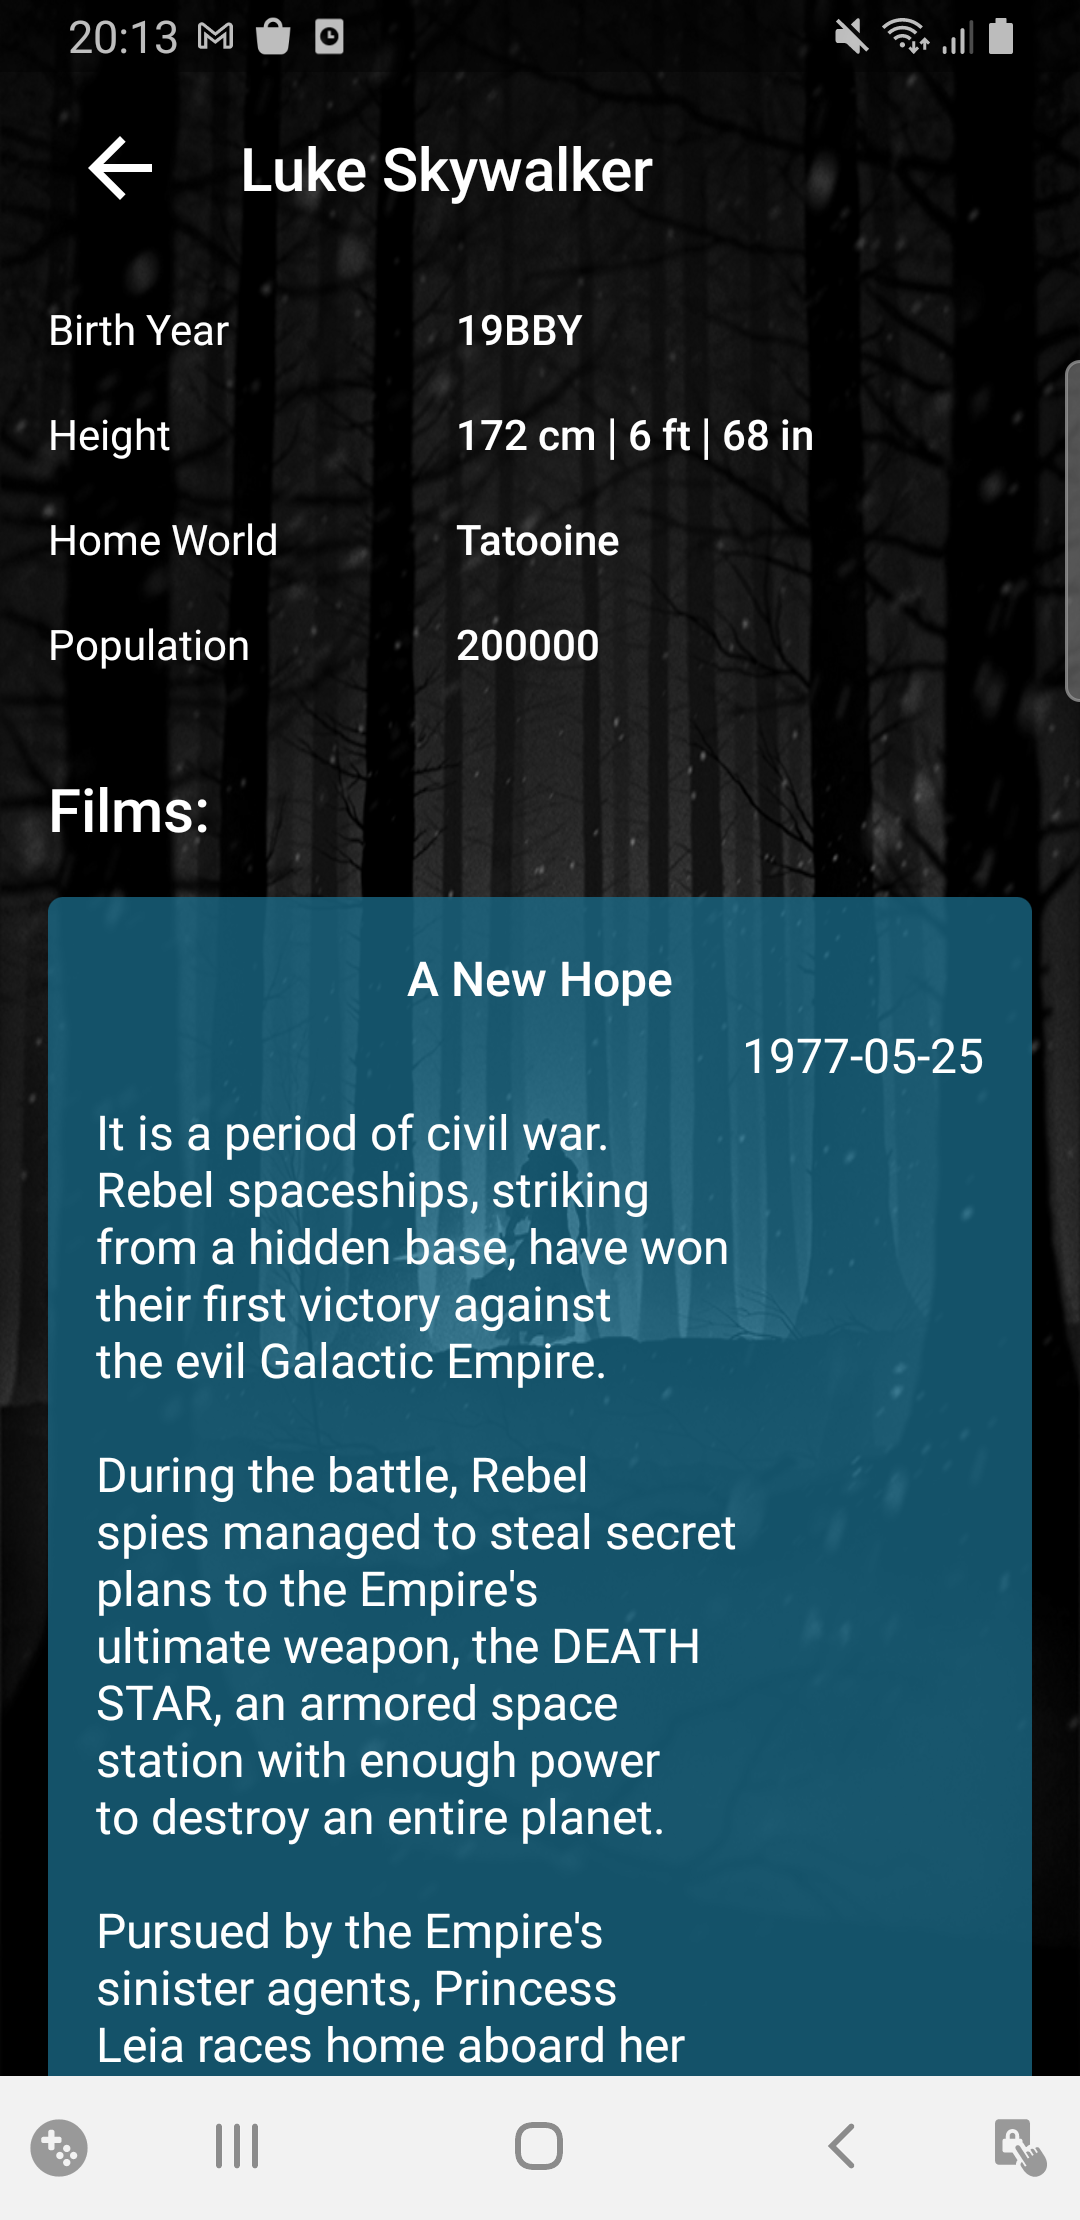 20:13
Luke Skywalker
Birth Year 19BBY
Height 172 cm | 6 ft | 68 in
Home World Tatooine
Population 200000
Films:
A New Hope
1977-05-25
It is a period of civil war.
Rebel spaceships, striking
from a hidden base, have won
their first victory against
the evil Galactic Empire.
During the battle, Rebel
spies managed to steal secret
plans to the Empire's
ultimate weapon, the DEATH
STAR, an armored space
station with enough power
to destroy an entire planet.
Pursued by the Empire's
sinister agents, Princess
Leia races home aboard her